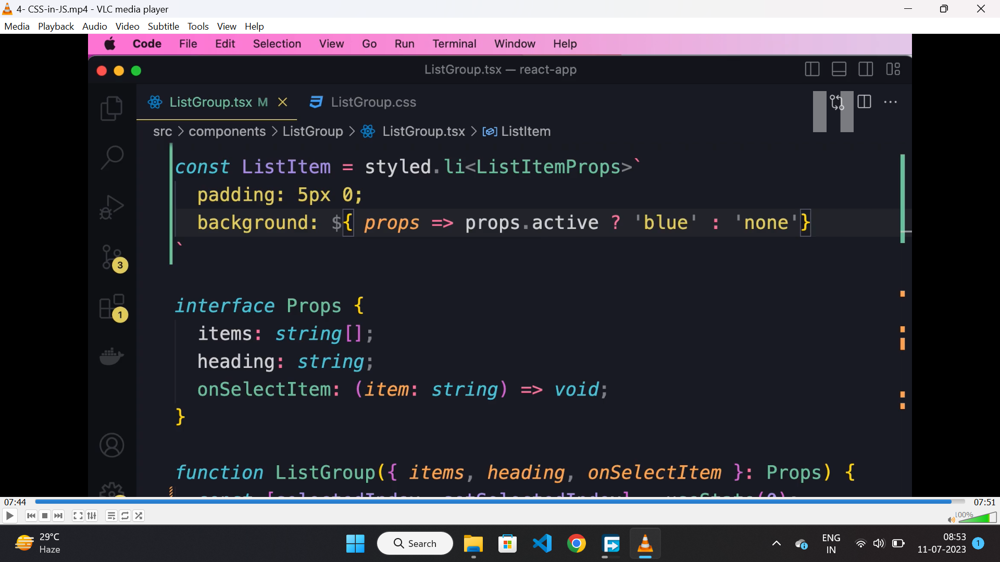 4- CSS-in-JS.mp4 - VLC media player
Media Playback Audio Video Subtitle Tools View Help
Code File Edit Selection View Go Run Terminal Window Help
ListGroup.tsx — react-app
ListGroup.tsx M ListGroup.css
src > components > ListGroup > ListGroup.tsx > ListItem
const ListItem = styled.li<ListItemProps>`
padding: 5px 0;
background: ${ props => props.active ? 'blue' : 'none'}
`
3
1
interface Props {
items: string[];
heading: string;
onSelectItem: (item: string) => void;
}
function ListGroup({ items, heading, onSelectItem }: Props) {
07:44 07:51
100%
29°C
Haze
Search
ENG
IN
08:53
11-07-2023
1